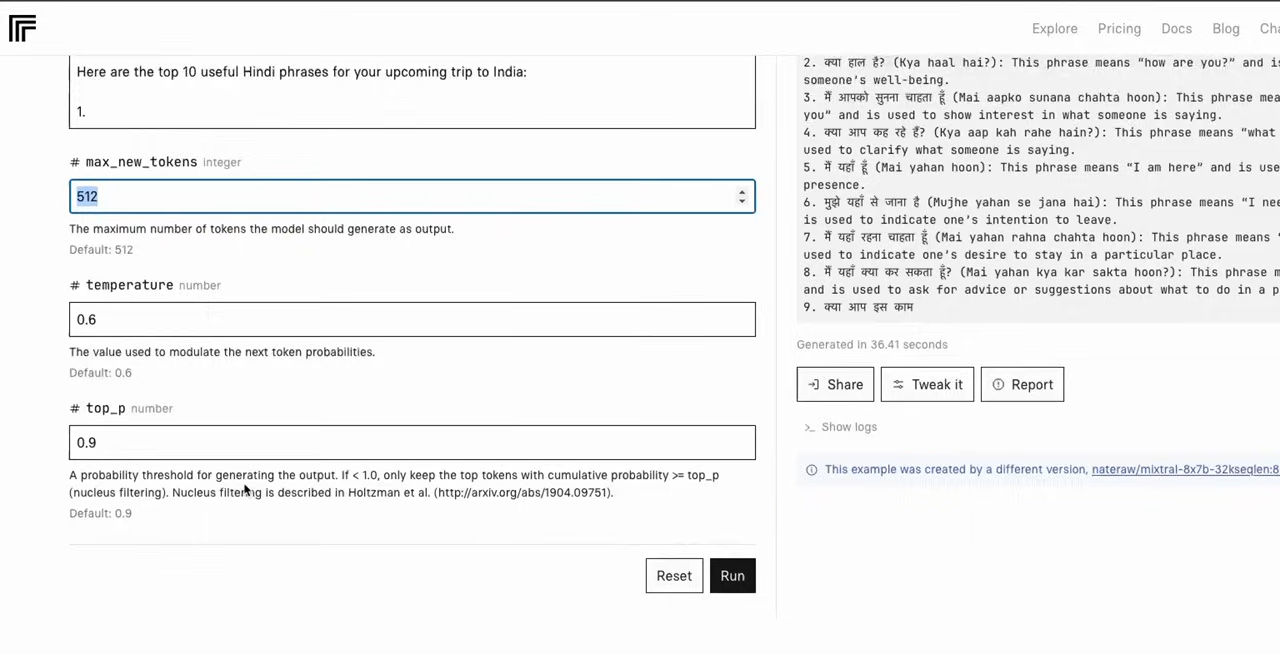 Explore Pricing Docs Blog Cha
Here are the top 10 useful Hindi phrases for your upcoming trip to India:
1.
# max_new_tokens integer
512
The maximum number of tokens the model should generate as output.
Default: 512
# temperature number
0.6
The value used to modulate the next token probabilities.
Default: 0.6
# top_p number
0.9
A probability threshold for generating the output. If < 1.0, only keep the top tokens with cumulative probability >= top_p
(nucleus filtering). Nucleus filtering is described in Holtzman et al. (http://arxiv.org/abs/1904.09751).
Default: 0.9
Reset Run
2. क्या हाल है? (Kya haal hai?): This phrase means “how are you?” and is
someone’s well-being.
3. मैं आपको सुनना चाहता हूँ (Mai aapko sunana chahta hoon): This phrase mea
you” and is used to show interest in what someone is saying.
4. क्या आप कह रहे हैं? (Kya aap kah rahe hain?): This phrase means “what
used to clarify what someone is saying.
5. मैं यहाँ हूँ (Mai yahan hoon): This phrase means “I am here” and is use
presence.
6. मुझे यहाँ से जाना है (Mujhe yahan se jana hai): This phrase means “I nee
is used to indicate one’s intention to leave.
7. मैं यहाँ रहना चाहता हूँ (Mai yahan rahna chahta hoon): This phrase means “
used to indicate one’s desire to stay in a particular place.
8. मैं यहाँ क्या कर सकता हूँ? (Mai yahan kya kar sakta hoon?): This phrase m
and is used to ask for advice or suggestions about what to do in a p
9. क्या आप इस काम
Generated in 36.41 seconds
Share Tweak it Report
>_ Show logs
This example was created by a different version, nateraw/mixtral-8x7b-32kseqlen:8